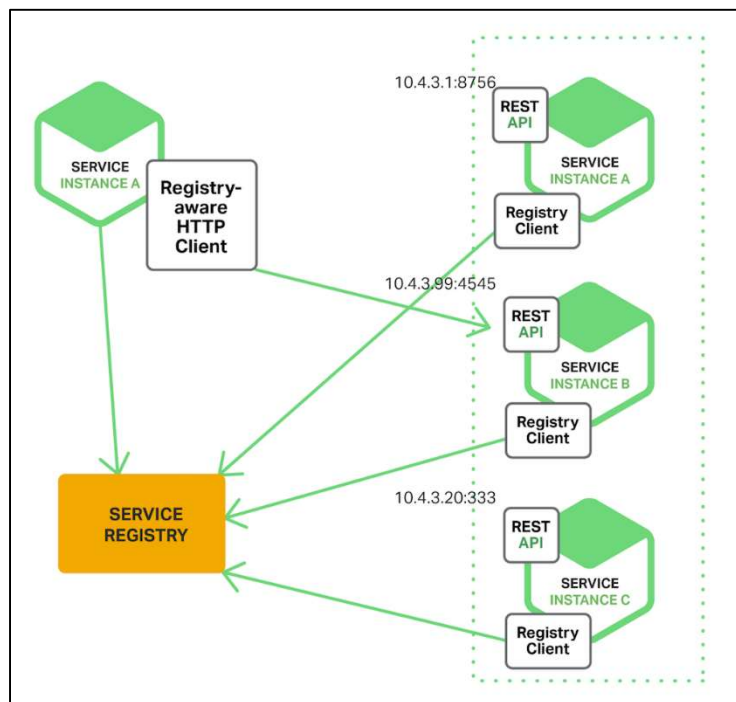 SERVICE
INSTANCE A
Registry-
aware
HTTP
Client
SERVICE
REGISTRY
10.4.3.1:8756
REST
API
SERVICE
INSTANCE A
Registry
Client
10.4.3.99:4545
REST
API
SERVICE
INSTANCE B
Registry
Client
10.4.3.20:333
REST
API
SERVICE
INSTANCE C
Registry
Client